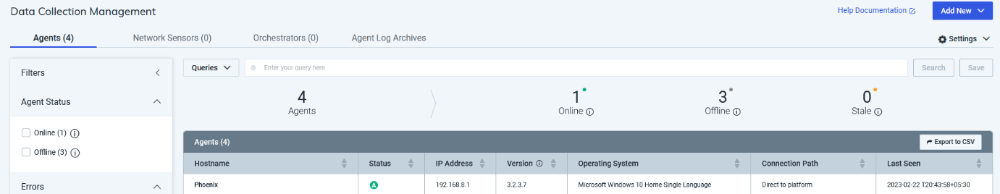 Data Collection Management
Help Documentation
Add New
Agents (4)
Network Sensors (0)
Orchestrators (0)
Agent Log Archives
Settings
Filters
Queries
Enter your query here
Search
Save
Agent Status
4
Agents
1
Online
3
Offline
0
Stale
Online (1)
Offline (3)
Errors
Agents (4)
Export to CSV
Hostname
Status
IP Address
Version
Operating System
Connection Path
Last Seen
Phoenix
A
192.168.8.1
3.2.3.7
Microsoft Windows 10 Home Single Language
Direct to platform
2023-02-22 T20:43:58+05:30